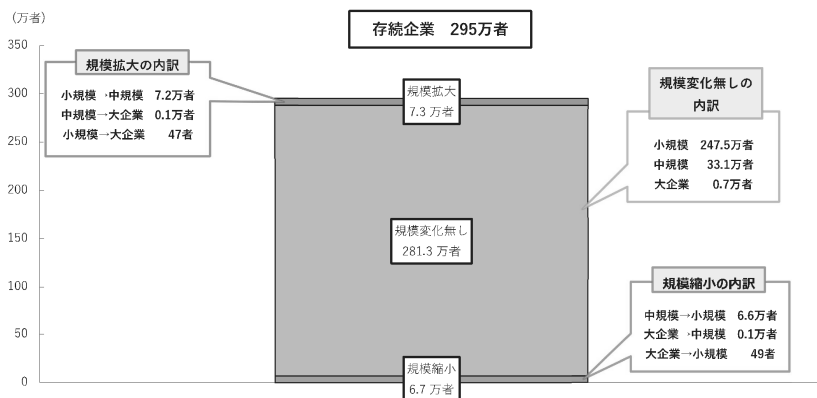 (万者)
存続企業 295万者
350
300
250
200
150
100
50
0
規模拡大の内訳
小規模→中規模 7.2万者
中規模→大企業 0.1万者
小規模→大企業 47者
規模拡大
7.3 万者
規模変化無しの
内訳
小規模 247.5万者
中規模 33.1万者
大企業 0.7万者
規模変化無し
281.3 万者
規模縮小の内訳
中規模→小規模 6.6万者
大企業→中規模 0.1万者
大企業→小規模 49者
規模縮小
6.7 万者